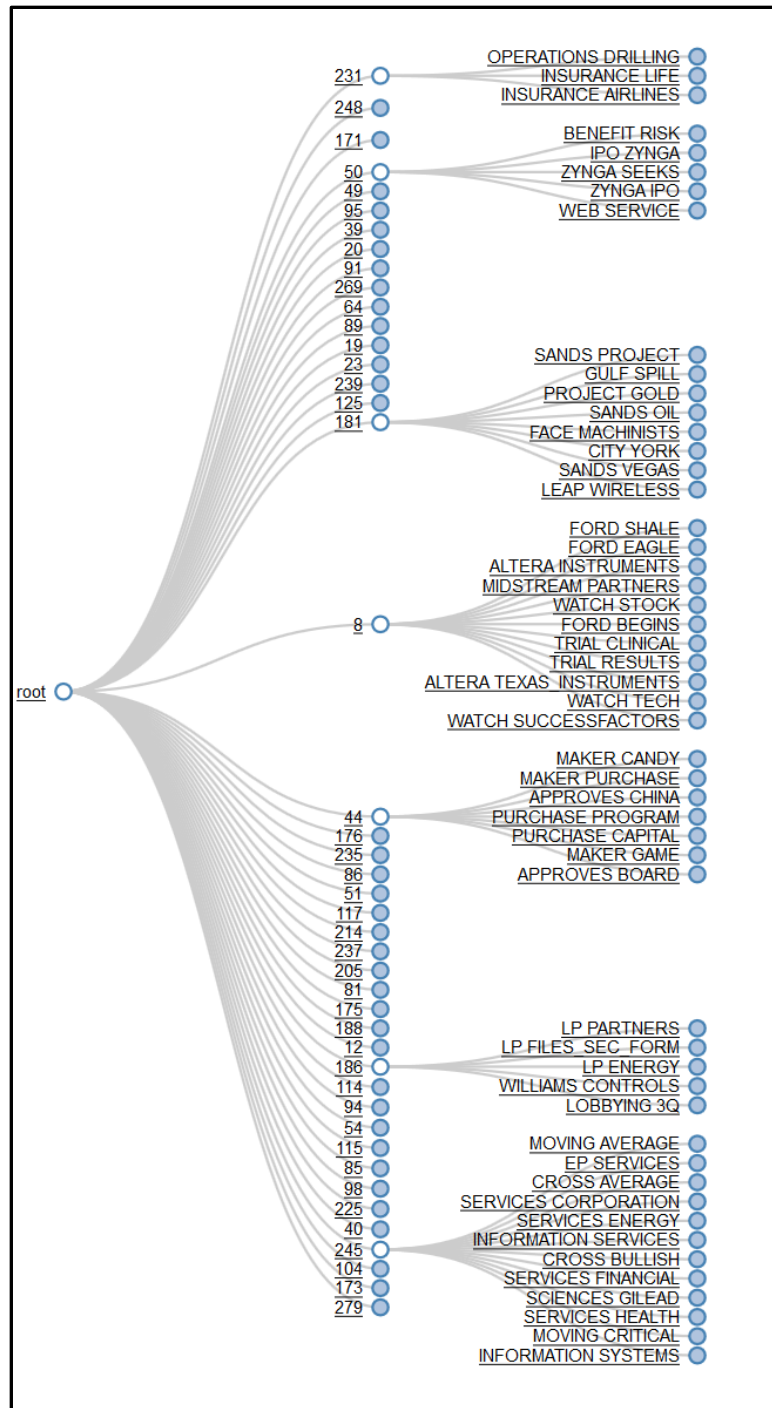 OPERATIONS DRILLING
231
INSURANCE LIFE
INSURANCE AIRLINES
248
BENEFIT RISK
171
IPO ZYNGA
50
ZYNGA SEEKS
49
ZYNGA IPO
95
WEB SERVICE
39
20
91
269
64
89
19
SANDS PROJECT
23
GULF SPILL
239
PROJECT GOLD
125
SANDS OIL
181
FACE MACHINISTS
CITY YORK
SANDS VEGAS
LEAP WIRELESS
FORD SHALE
FORD EAGLE
ALTERA INSTRUMENTS
MIDSTREAM PARTNERS
WATCH STOCK
8
FORD BEGINS
TRIAL CLINICAL
TRIAL RESULTS
ALTERA TEXAS_INSTRUMENTS
root
WATCH TECH
WATCH SUCCESSFACTORS
MAKER CANDY
MAKER PURCHASE
APPROVES CHINA
44
PURCHASE PROGRAM
176
PURCHASE CAPITAL
235
MAKER GAME
86
APPROVES BOARD
51
117
214
237
205
81
175
188
LP PARTNERS
12
LP FILES_SEC_FORM
186
LP ENERGY
114
WILLIAMS CONTROLS
94
LOBBYING 3Q
54
115
MOVING AVERAGE
85
EP SERVICES
98
CROSS AVERAGE
225
SERVICES CORPORATION
40
SERVICES ENERGY
245
INFORMATION SERVICES
104
CROSS BULLISH
173
SERVICES FINANCIAL
279
SCIENCES GILEAD
SERVICES HEALTH
MOVING CRITICAL
INFORMATION SYSTEMS